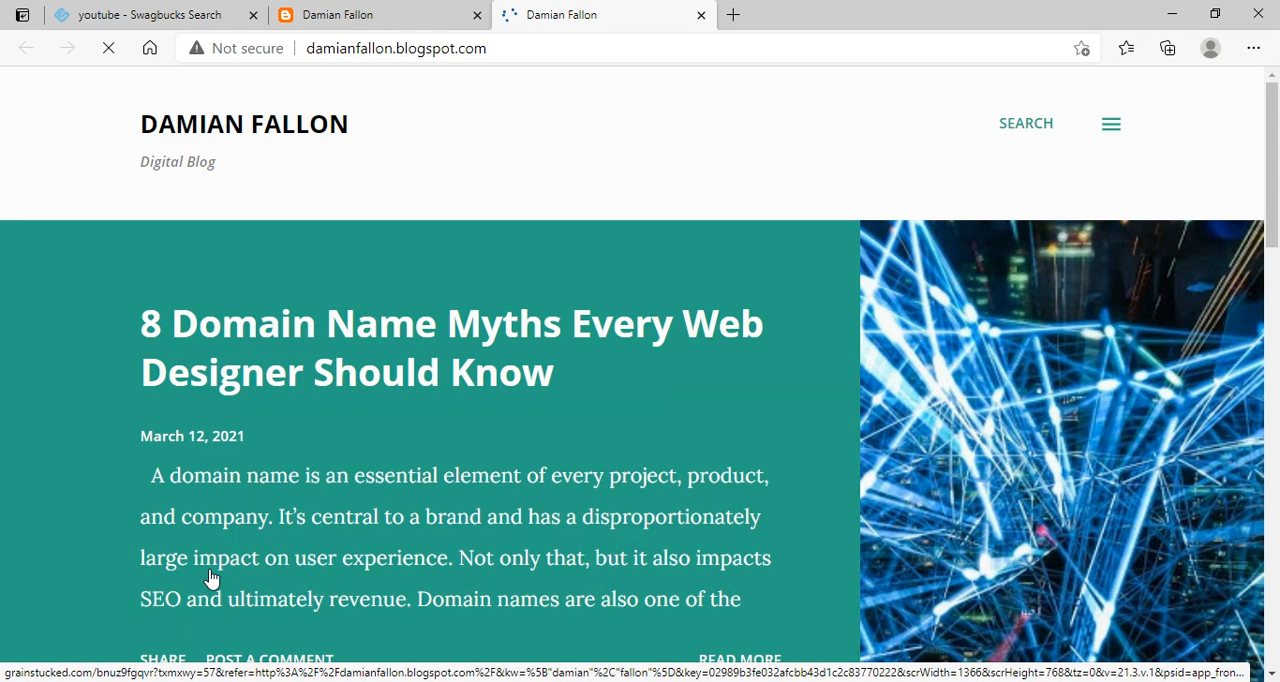 youtube - Swagbucks Search
Damian Fallon
Damian Fallon
Not secure
damianfallon.blogspot.com
DAMIAN FALLON
SEARCH
Digital Blog
8 Domain Name Myths Every Web
Designer Should Know
March 12, 2021
A domain name is an essential element of every project, product,
and company. It’s central to a brand and has a disproportionately
large impact on user experience. Not only that, but it also impacts
SEO and ultimately revenue. Domain names are also one of the
SHARE POST A COMMENT READ MORE
grainstucked.com/bnuz9fgqvr?txmxwy=57&refer=http%3A%2F%2Fdamianfallon.blogspot.com%2F&kw=%5B"damian"%2C"fallon"%5D&key=02989b3fe032afcbb43d1c2c83770222&scrWidth=1366&scrHeight=768&tz=0&v=21.3.v.1&psid=app_fron...